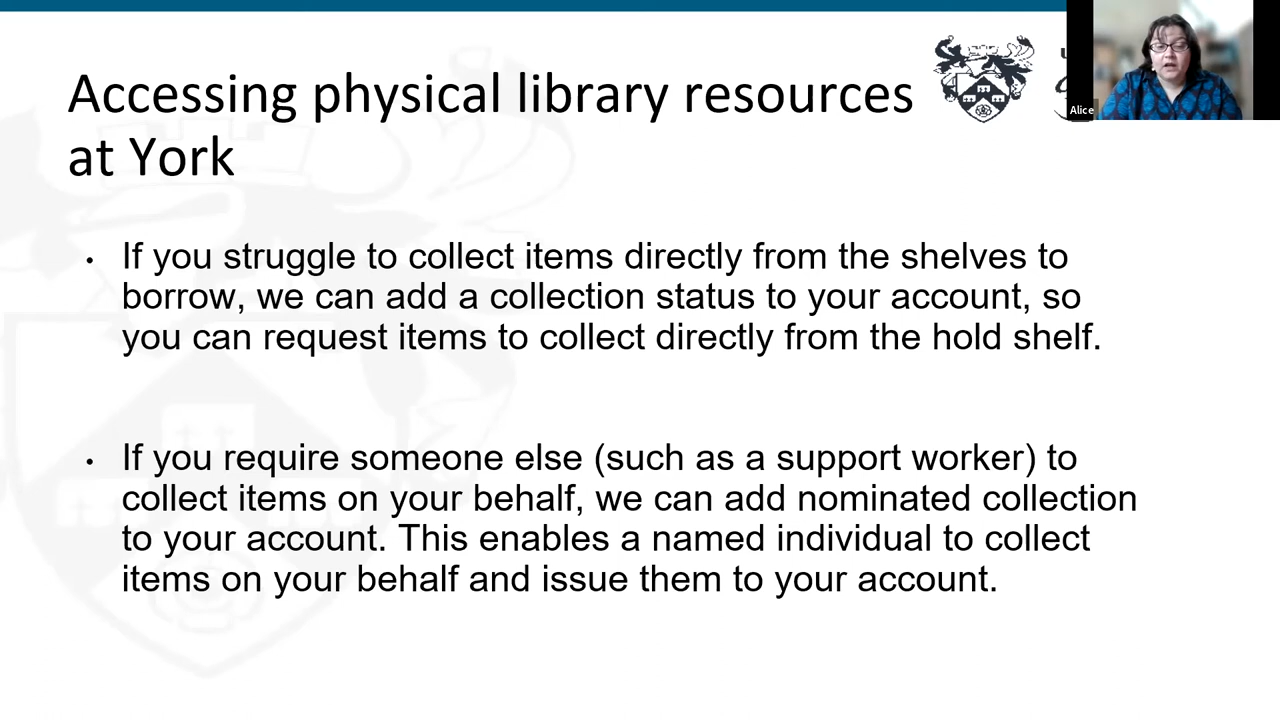 Accessing physical library resources
at York
Alice
• If you struggle to collect items directly from the shelves to
borrow, we can add a collection status to your account, so
you can request items to collect directly from the hold shelf.
• If you require someone else (such as a support worker) to
collect items on your behalf, we can add nominated collection
to your account. This enables a named individual to collect
items on your behalf and issue them to your account.